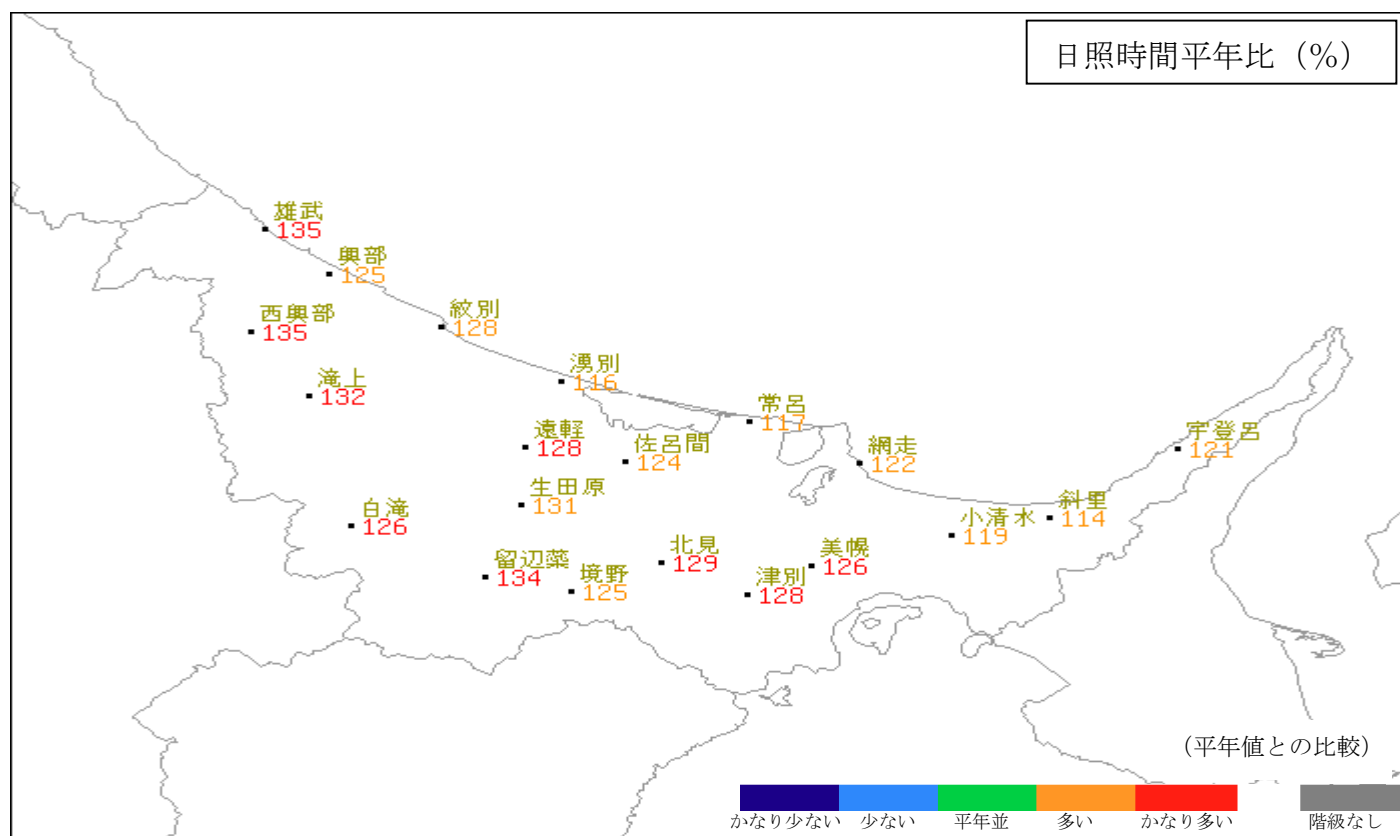 日照時間平年比（％）
雄武
135
興部
125
西興部
135
紋別
128
滝上
132
湧別
116
常呂
117
遠軽
128
佐呂間
124
網走
122
宇登呂
121
生田原
131
白滝
126
斜里
114
小清水
119
北見
129
美幌
126
留辺蘂
134
境野
125
津別
128
（平年値との比較）
かなり少ない 少ない 平年並 多い かなり多い 階級なし